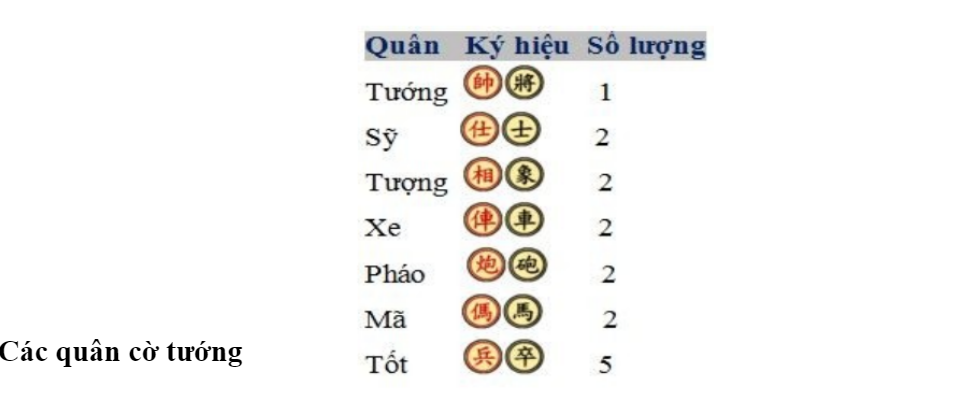 Quân Ký hiệu Số lượng
Tướng 帥 將 1
Sỹ 仕 士 2
Tượng 相 象 2
Xe 俥 車 2
Pháo 炮 砲 2
Mã 傌 馬 2
Tốt 兵 卒 5
Các quân cờ tướng